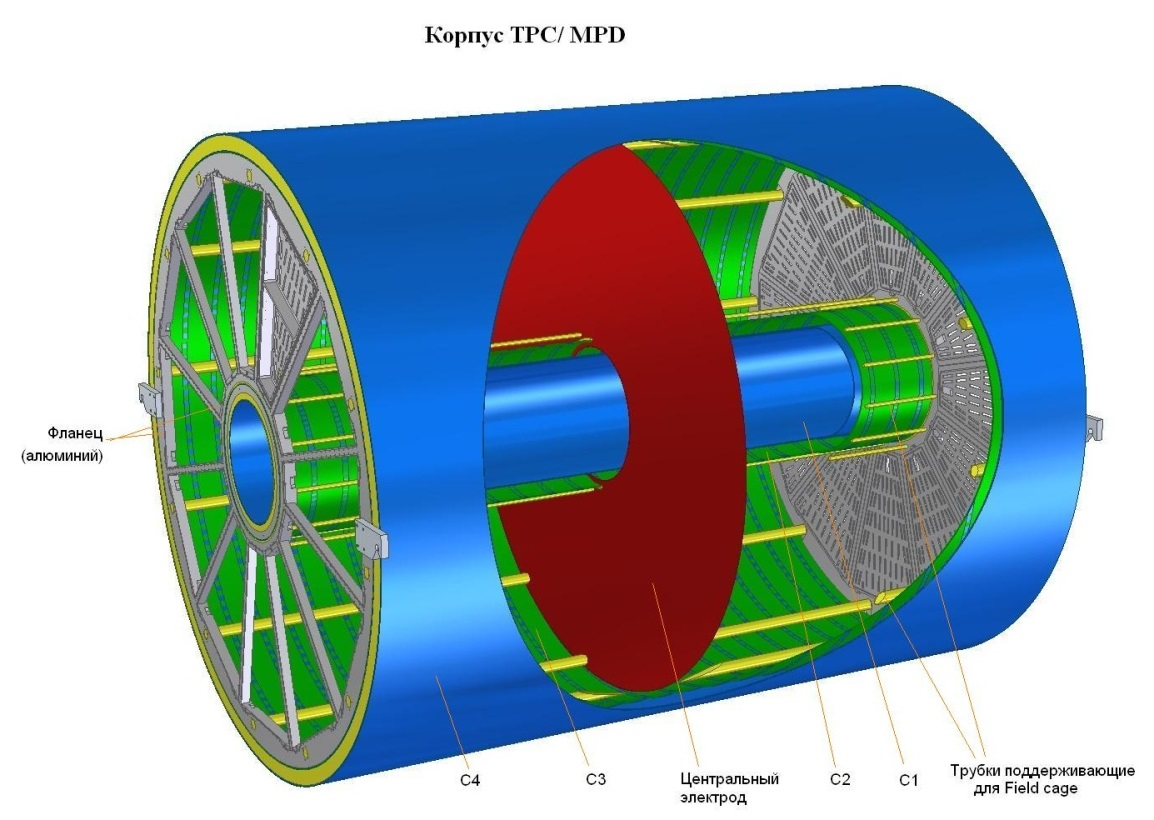 Корпус TPC/ MPD
Фланец
(алюминий)
C4
C3
Центральный
электрод
C2
C1
Трубки поддерживающие
для Field cage